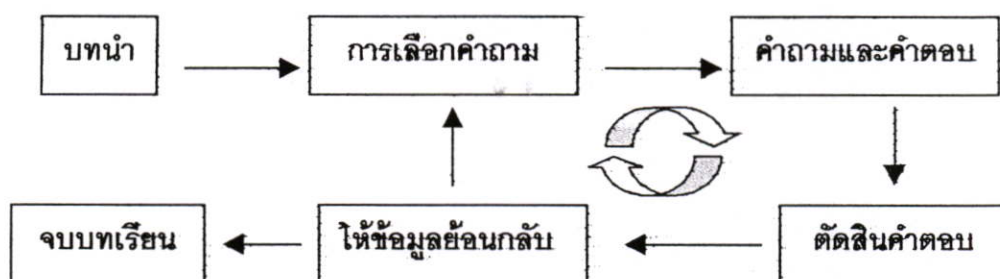 บทนำ
การเลือกคำถาม
คำถามและคำตอบ
ตัดสินคำตอบ
ให้ข้อมูลย้อนกลับ
จบบทเรียน